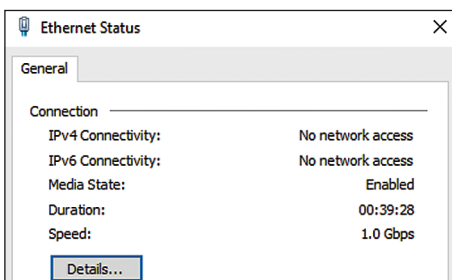 Ethernet Status
General
Connection
IPv4 Connectivity: No network access
IPv6 Connectivity: No network access
Media State: Enabled
Duration: 00:39:28
Speed: 1.0 Gbps
Details...